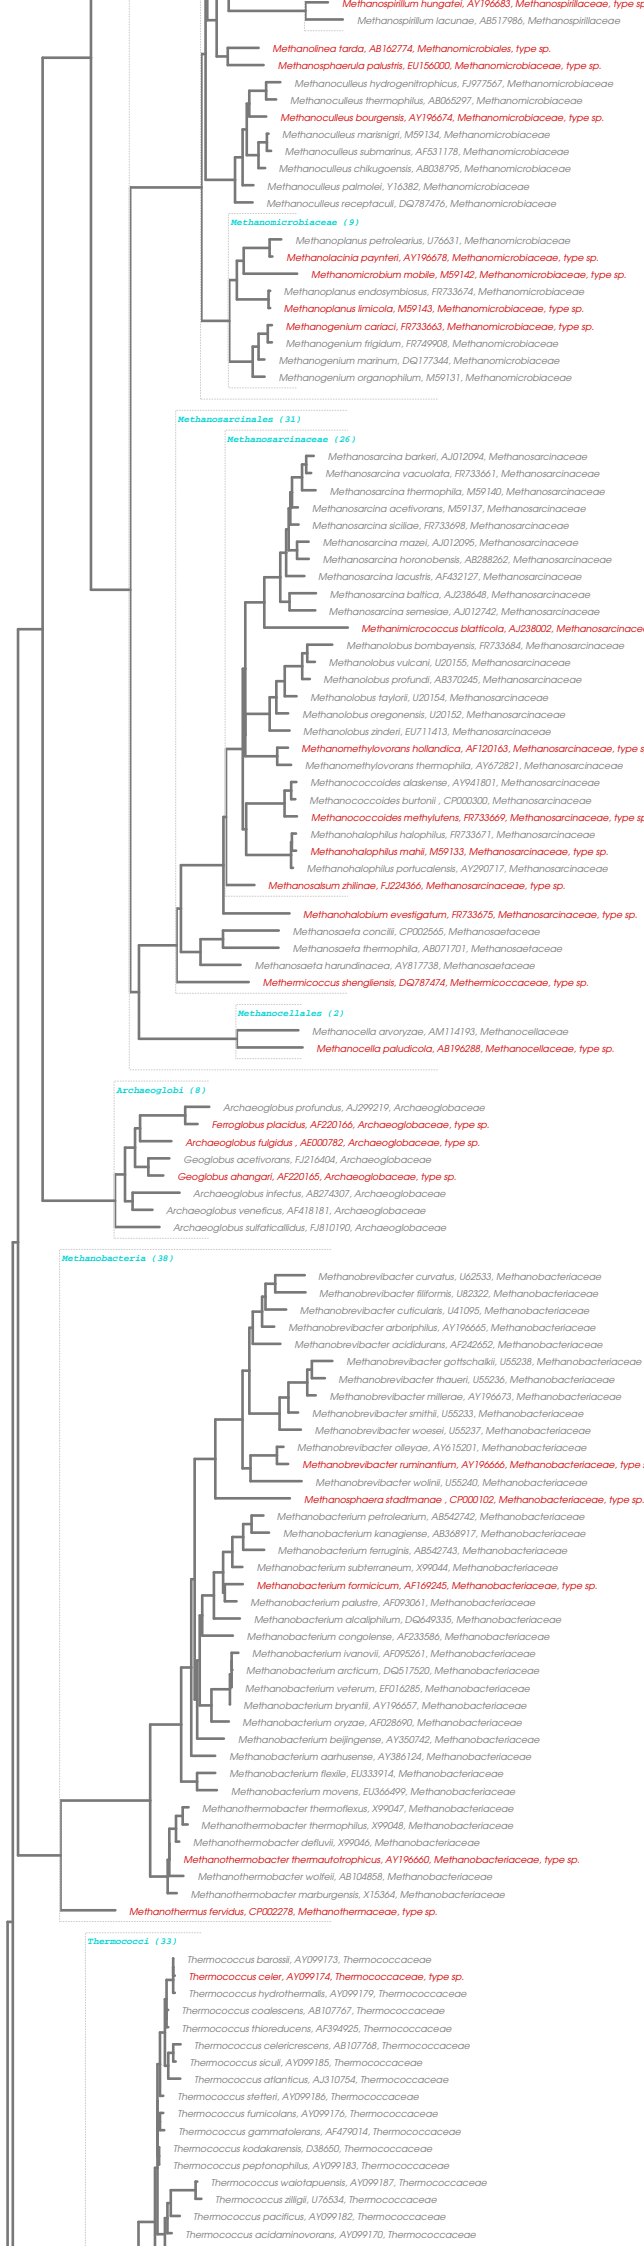 Methanospirillum hungatei, AY196683, Methanospirillaceae, type sp
Methanospirillum lacunae, AB517986, Methanospirillaceae
Methanolinea tarda, AB162774, Methanomicrobiales, type sp.
Methanosphaerula palustris, EU156000, Methanomicrobiaceae, type sp.
Methanoculleus hydrogenitrophicus, FJ977567, Methanomicrobiaceae
Methanoculleus thermophilus, AB065297, Methanomicrobiaceae
Methanoculleus bourgensis, AY196674, Methanomicrobiaceae, type sp.
Methanoculleus marisnigri, M59134, Methanomicrobiaceae
Methanoculleus submarinus, AF531178, Methanomicrobiaceae
Methanoculleus chikugoensis, AB038795, Methanomicrobiaceae
Methanoculleus palmolei, Y16382, Methanomicrobiaceae
Methanoculleus receptaculi, DQ787476, Methanomicrobiaceae
Methanomicrobiaceae (9)
Methanoplanus petrolearius, U76631, Methanomicrobiaceae
Methanolacinia paynteri, AY196678, Methanomicrobiaceae, type sp.
Methanomicrobium mobile, M59142, Methanomicrobiaceae, type sp.
Methanoplanus endosymbiosus, FR733674, Methanomicrobiaceae
Methanoplanus limicola, M59143, Methanomicrobiaceae, type sp.
Methanogenium cariaci, FR733663, Methanomicrobiaceae, type sp.
Methanogenium frigidum, FR749908, Methanomicrobiaceae
Methanogenium marinum, DQ177344, Methanomicrobiaceae
Methanogenium organophilum, M59131, Methanomicrobiaceae
Methanosarcinales (31)
Methanosarcinaceae (26)
Methanosarcina barkeri, AJ012094, Methanosarcinaceae
Methanosarcina vacuolata, FR733661, Methanosarcinaceae
Methanosarcina thermophila, M59140, Methanosarcinaceae
Methanosarcina acetivorans, M59137, Methanosarcinaceae
Methanosarcina siciliae, FR733698, Methanosarcinaceae
Methanosarcina mazei, AJ012095, Methanosarcinaceae
Methanosarcina horonobensis, AB288262, Methanosarcinaceae
Methanosarcina lacustris, AF432127, Methanosarcinaceae
Methanosarcina baltica, AJ238648, Methanosarcinaceae
Methanosarcina semesiae, AJ012742, Methanosarcinaceae
Methanimicrococcus blatticola, AJ238002, Methanosarcinace
Methanolobus bombayensis, FR733684, Methanosarcinaceae
Methanolobus vulcani, U20155, Methanosarcinaceae
Methanolobus profundi, AB370245, Methanosarcinaceae
Methanolobus taylorii, U20154, Methanosarcinaceae
Methanolobus oregonensis, U20152, Methanosarcinaceae
Methanolobus zinderi, EU711413, Methanosarcinaceae
Methanomethylovorans hollandica, AF120163, Methanosarcinaceae, type s
Methanomethylovorans thermophila, AY672821, Methanosarcinaceae
Methanococcoides alaskense, AY941801, Methanosarcinaceae
Methanococcoides burtonii , CP000300, Methanosarcinaceae
Methanococcoides methylutens, FR733669, Methanosarcinaceae, type sp
Methanohalophilus halophilus, FR733671, Methanosarcinaceae
Methanohalophilus mahii, M59133, Methanosarcinaceae, type sp.
Methanohalophilus portucalensis, AY290717, Methanosarcinaceae
Methanosalsum zhilinae, FJ224366, Methanosarcinaceae, type sp.
Methanohalobium evestigatum, FR733675, Methanosarcinaceae, type sp.
Methanosaeta concilii, CP002565, Methanosaetaceae
Methanosaeta thermophila, AB071701, Methanosaetaceae
Methanosaeta harundinacea, AY817738, Methanosaetaceae
Methermicoccus shengliensis, DQ787474, Methermicoccaceae, type sp.
Methanocellales (2)
Methanocella arvoryzae, AM114193, Methanocellaceae
Methanocella paludicola, AB196288, Methanocellaceae, type sp.
Archaeoglobi (8)
Archaeoglobus profundus, AJ299219, Archaeoglobaceae
Ferroglobus placidus, AF220166, Archaeoglobaceae, type sp.
Archaeoglobus fulgidus , AE000782, Archaeoglobaceae, type sp.
Geoglobus acetivorans, FJ216404, Archaeoglobaceae
Geoglobus ahangari, AF220165, Archaeoglobaceae, type sp.
Archaeoglobus infectus, AB274307, Archaeoglobaceae
Archaeoglobus veneficus, AF418181, Archaeoglobaceae
Archaeoglobus sulfaticallidus, FJ810190, Archaeoglobaceae
Methanobacteria (38)
Methanobrevibacter curvatus, U62533, Methanobacteriaceae
Methanobrevibacter filiformis, U82322, Methanobacteriaceae
Methanobrevibacter cuticularis, U41095, Methanobacteriaceae
Methanobrevibacter arboriphilus, AY196665, Methanobacteriaceae
Methanobrevibacter acididurans, AF242652, Methanobacteriaceae
Methanobrevibacter gottschalkii, U55238, Methanobacteriaceae
Methanobrevibacter thaueri, U55236, Methanobacteriaceae
Methanobrevibacter millerae, AY196673, Methanobacteriaceae
Methanobrevibacter smithii, U55233, Methanobacteriaceae
Methanobrevibacter woesei, U55237, Methanobacteriaceae
Methanobrevibacter olleyae, AY615201, Methanobacteriaceae
Methanobrevibacter ruminantium, AY196666, Methanobacteriaceae, type s
Methanobrevibacter wolinii, U55240, Methanobacteriaceae
Methanosphaera stadtmanae , CP000102, Methanobacteriaceae, type sp.
Methanobacterium petrolearium, AB542742, Methanobacteriaceae
Methanobacterium kanagiense, AB368917, Methanobacteriaceae
Methanobacterium ferruginis, AB542743, Methanobacteriaceae
Methanobacterium subterraneum, X99044, Methanobacteriaceae
Methanobacterium formicicum, AF169245, Methanobacteriaceae, type sp.
Methanobacterium palustre, AF093061, Methanobacteriaceae
Methanobacterium alcaliphilum, DQ649335, Methanobacteriaceae
Methanobacterium congolense, AF233586, Methanobacteriaceae
Methanobacterium ivanovii, AF095261, Methanobacteriaceae
Methanobacterium arcticum, DQ517520, Methanobacteriaceae
Methanobacterium veterum, EF016285, Methanobacteriaceae
Methanobacterium bryantii, AY196657, Methanobacteriaceae
Methanobacterium oryzae, AF028690, Methanobacteriaceae
Methanobacterium beijingense, AY350742, Methanobacteriaceae
Methanobacterium aarhusense, AY386124, Methanobacteriaceae
Methanobacterium flexile, EU333914, Methanobacteriaceae
Methanobacterium movens, EU366499, Methanobacteriaceae
Methanothermobacter thermoflexus, X99047, Methanobacteriaceae
Methanothermobacter thermophilus, X99048, Methanobacteriaceae
Methanothermobacter defluvii, X99046, Methanobacteriaceae
Methanothermobacter thermautotrophicus, AY196660, Methanobacteriaceae, type sp.
Methanothermobacter wolfeii, AB104858, Methanobacteriaceae
Methanothermobacter marburgensis, X15364, Methanobacteriaceae
Methanothermus fervidus, CP002278, Methanothermaceae, type sp.
Thermococci (33)
Thermococcus barossii, AY099173, Thermococcaceae
Thermococcus celer, AY099174, Thermococcaceae, type sp.
Thermococcus hydrothermalis, AY099179, Thermococcaceae
Thermococcus coalescens, AB107767, Thermococcaceae
Thermococcus thioreducens, AF394925, Thermococcaceae
Thermococcus celericrescens, AB107768, Thermococcaceae
Thermococcus siculi, AY099185, Thermococcaceae
Thermococcus atlanticus, AJ310754, Thermococcaceae
Thermococcus stetteri, AY099186, Thermococcaceae
Thermococcus fumicolans, AY099176, Thermococcaceae
Thermococcus gammatolerans, AF479014, Thermococcaceae
Thermococcus kodakarensis, D38650, Thermococcaceae
Thermococcus peptonophilus, AY099183, Thermococcaceae
Thermococcus waiotapuensis, AY099187, Thermococcaceae
Thermococcus zilligii, U76534, Thermococcaceae
Thermococcus pacificus, AY099182, Thermococcaceae
Thermococcus acidaminovorans, AY099170, Thermococcaceae